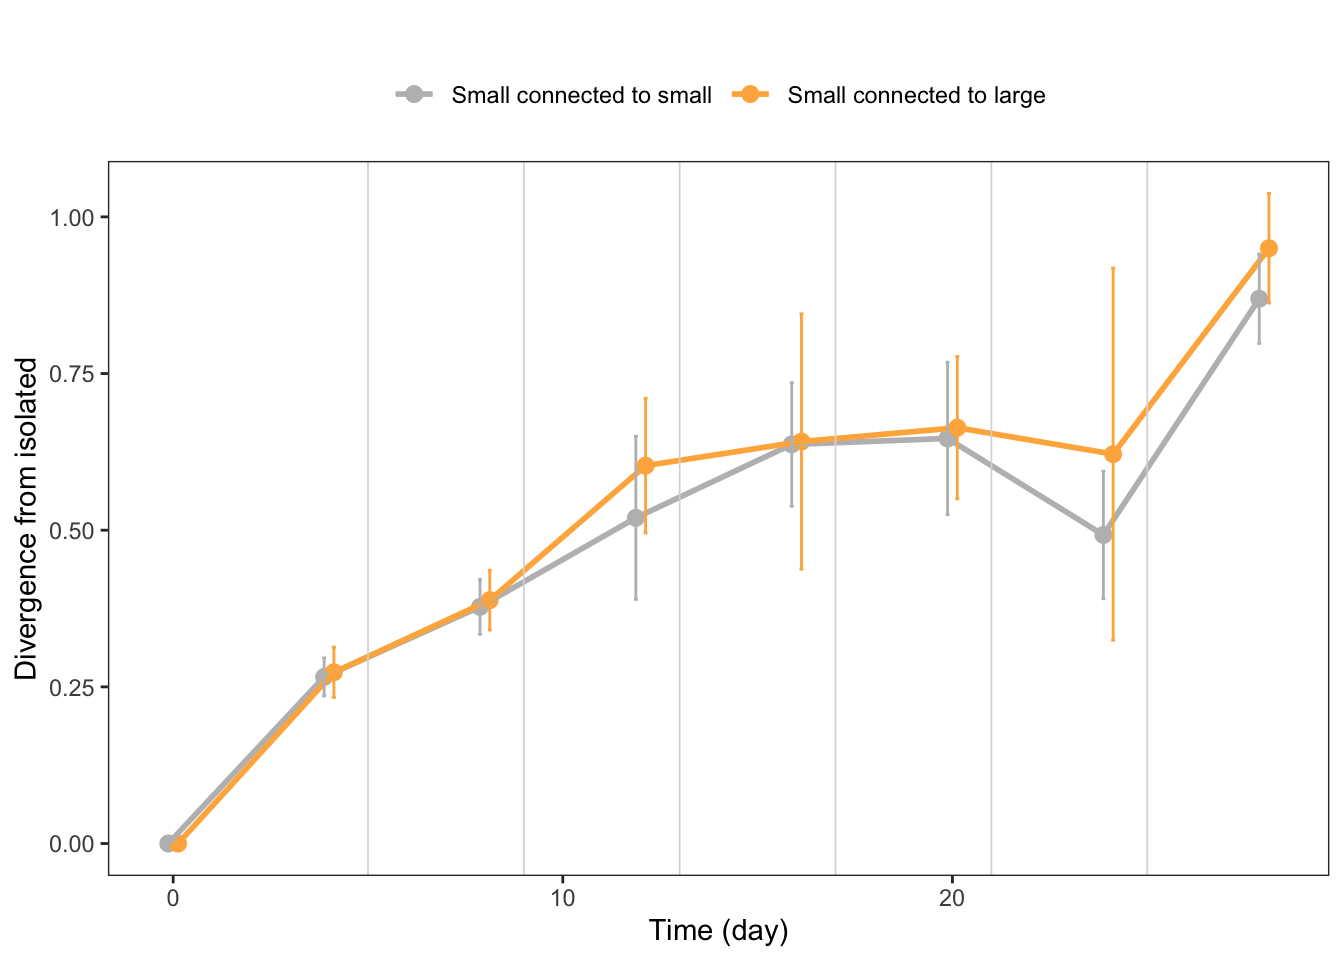 Small connected to small Small connected to large
Divergence from isolated
1.00
0.75
0.50
0.25
0.00
0 10 20
Time (day)